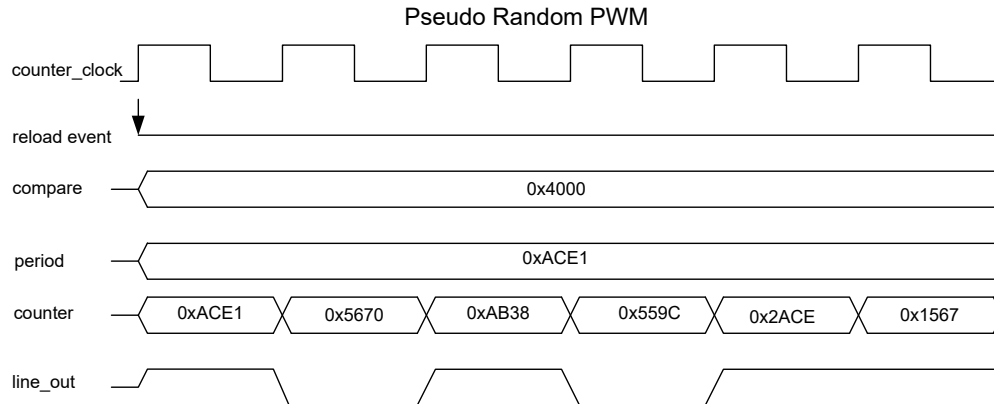 Pseudo Random PWM
counter_clock
reload event
compare
0x4000
period
0xACE1
counter
0xACE1
0x5670
0xAB38
0x559C
0x2ACE
0x1567
line_out